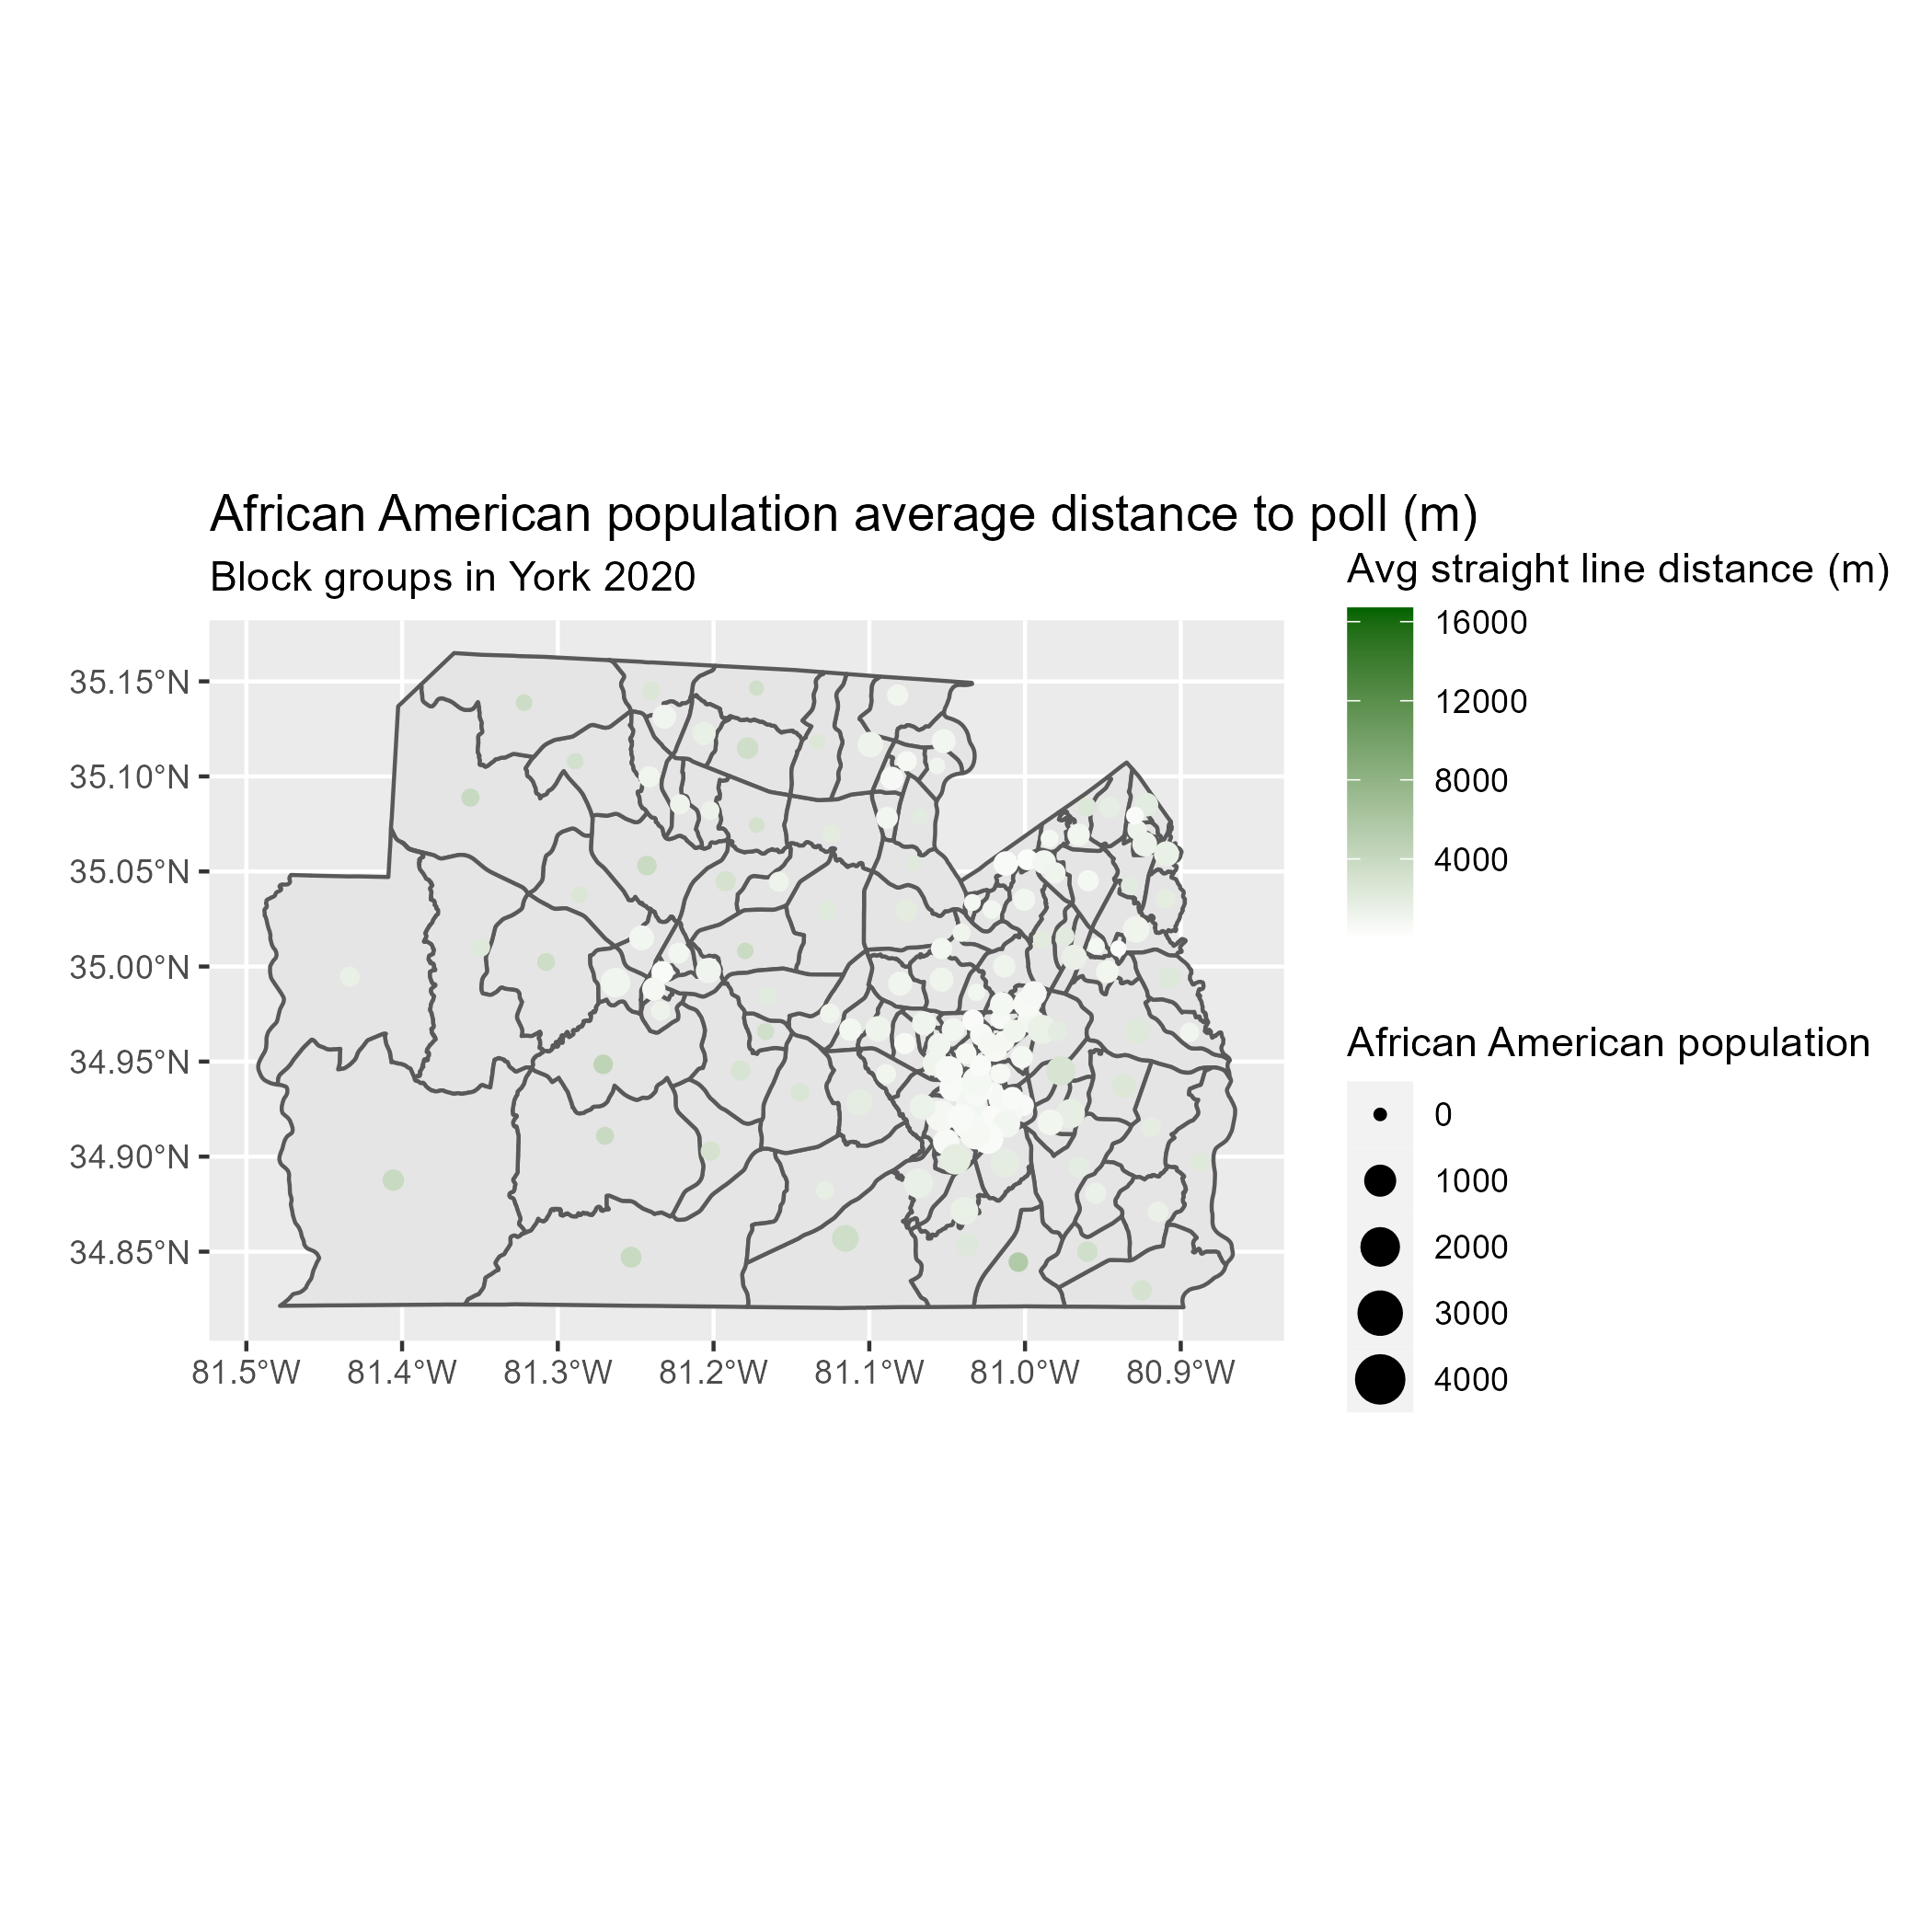 African American population average distance to poll (m)
Block groups in York 2020
Avg straight line distance (m)
16000
12000
8000
4000
African American population
0
1000
2000
3000
4000
35.15°N
35.10°N
35.05°N
35.00°N
34.95°N
34.90°N
34.85°N
81.5°W 81.4°W 81.3°W 81.2°W 81.1°W 81.0°W 80.9°W